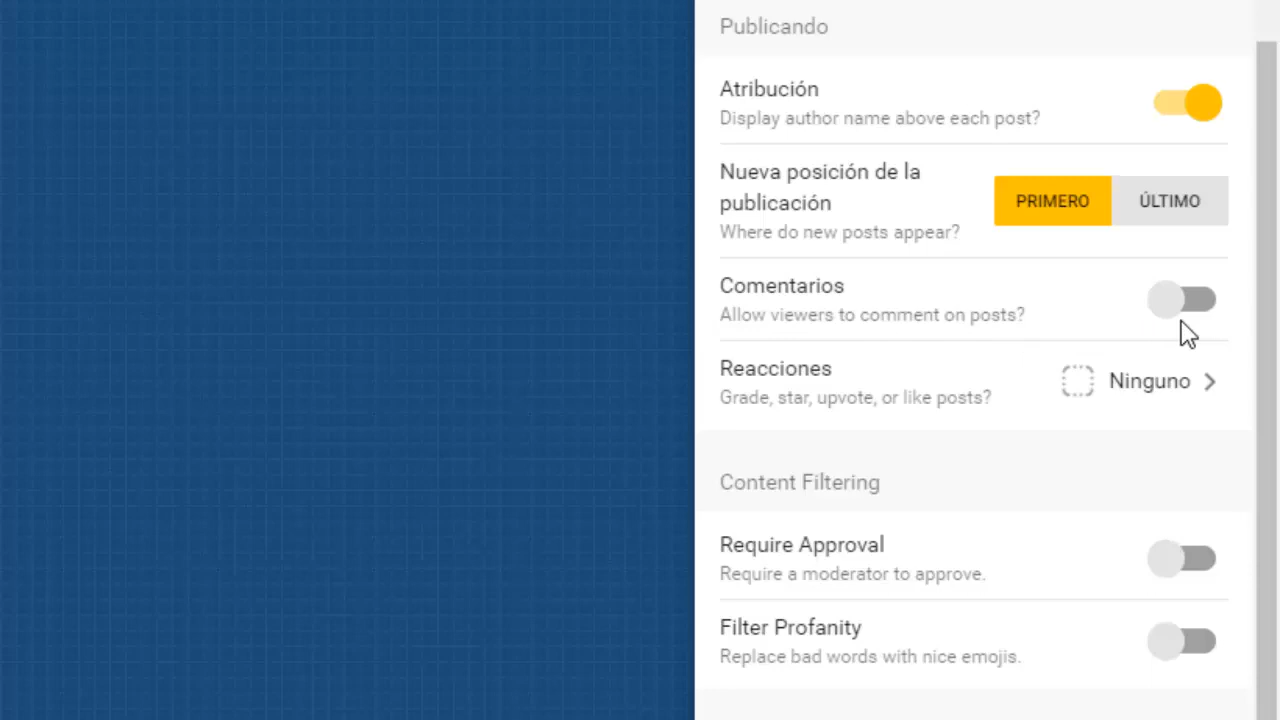 Publicando
Atribución
Display author name above each post?
Nueva posición de la
publicación
Where do new posts appear?
PRIMERO
ÚLTIMO
Comentarios
Allow viewers to comment on posts?
Reacciones
Grade, star, upvote, or like posts?
Ninguno
Content Filtering
Require Approval
Require a moderator to approve.
Filter Profanity
Replace bad words with nice emojis.